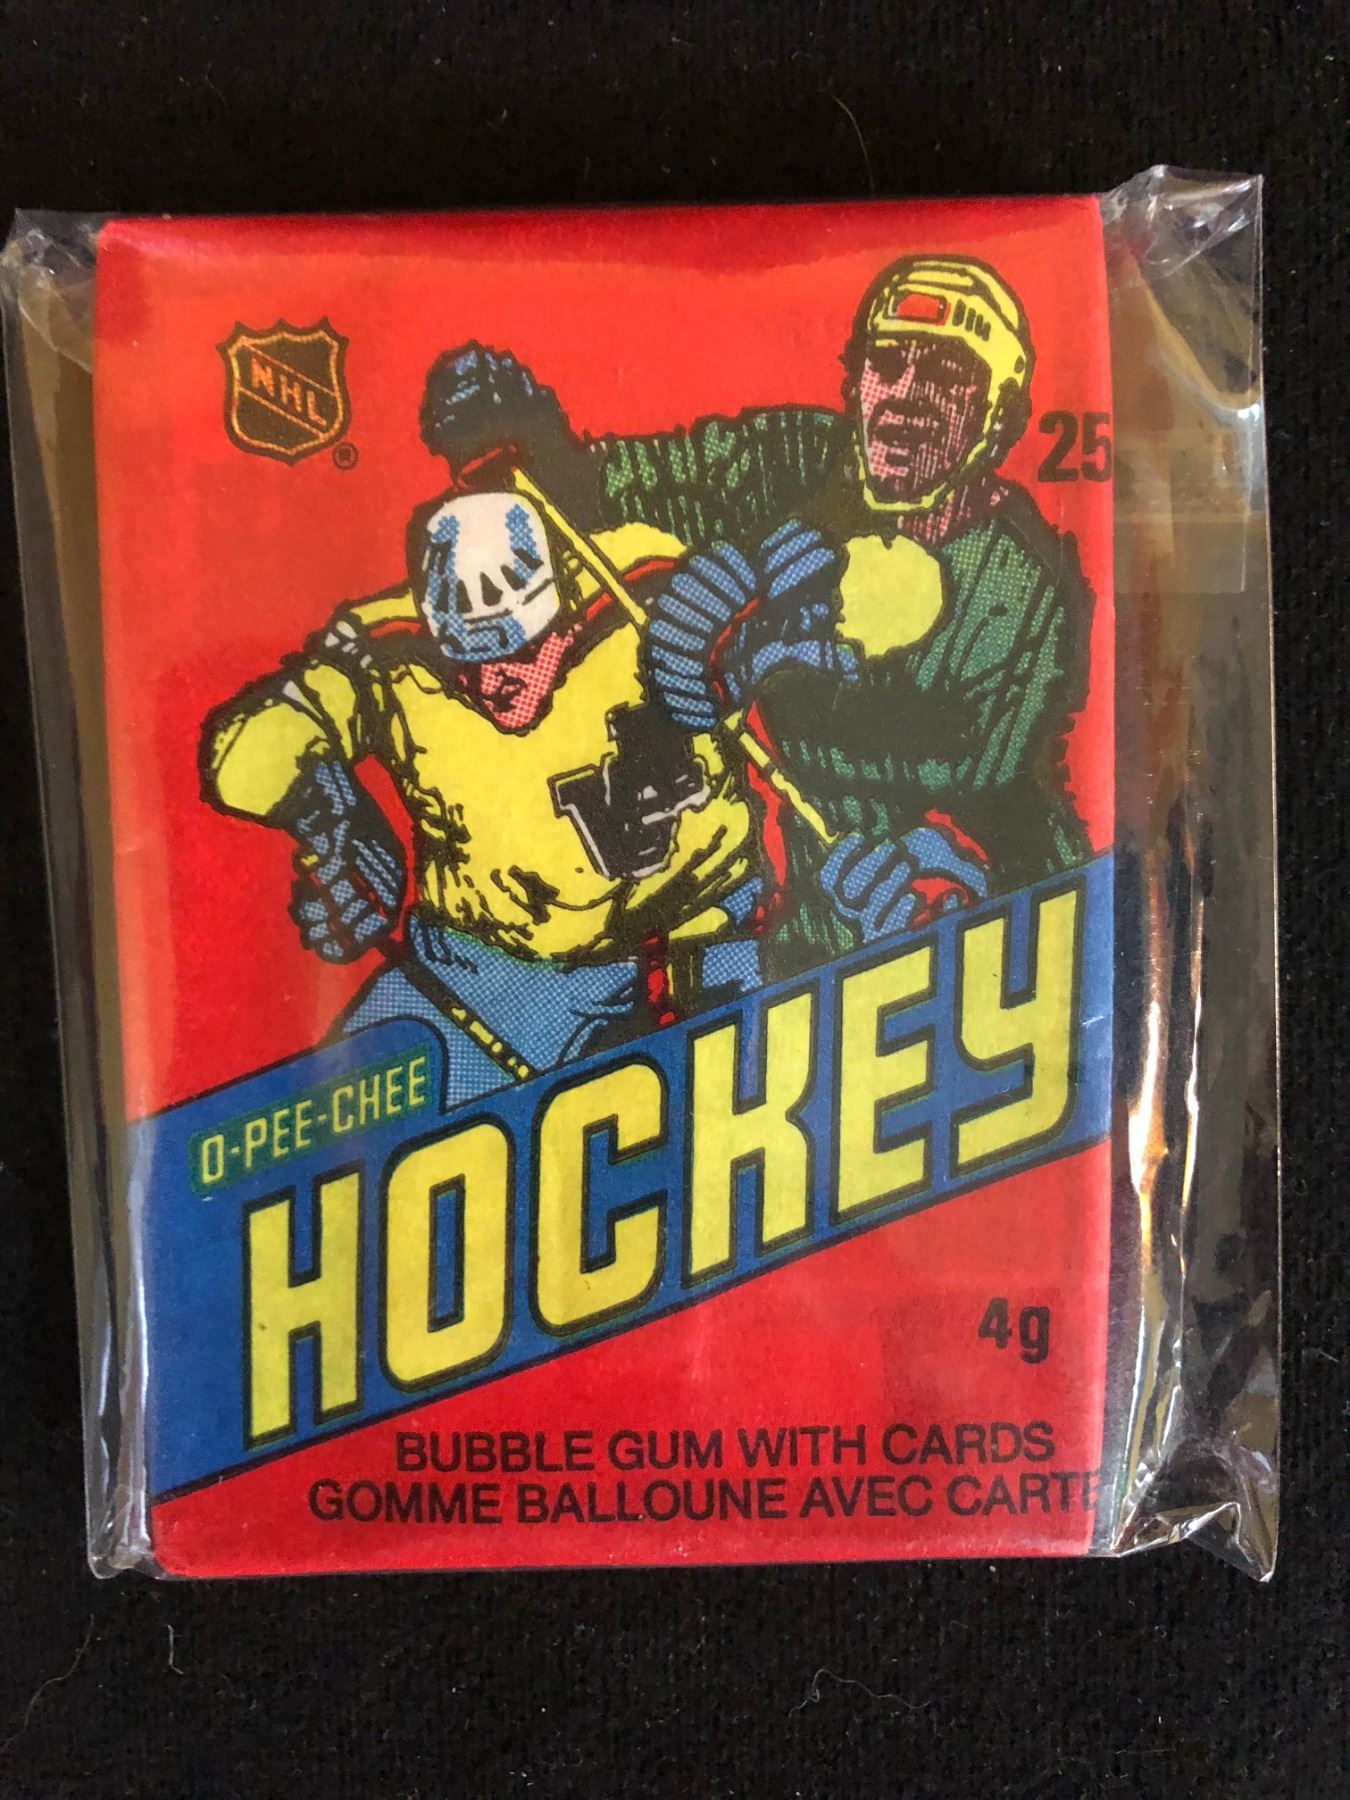 NHL
®
25
O-PEE-CHEE
HOCKEY
4g
BUBBLE GUM WITH CARDS
GOMME BALLOUNE AVEC CARTE